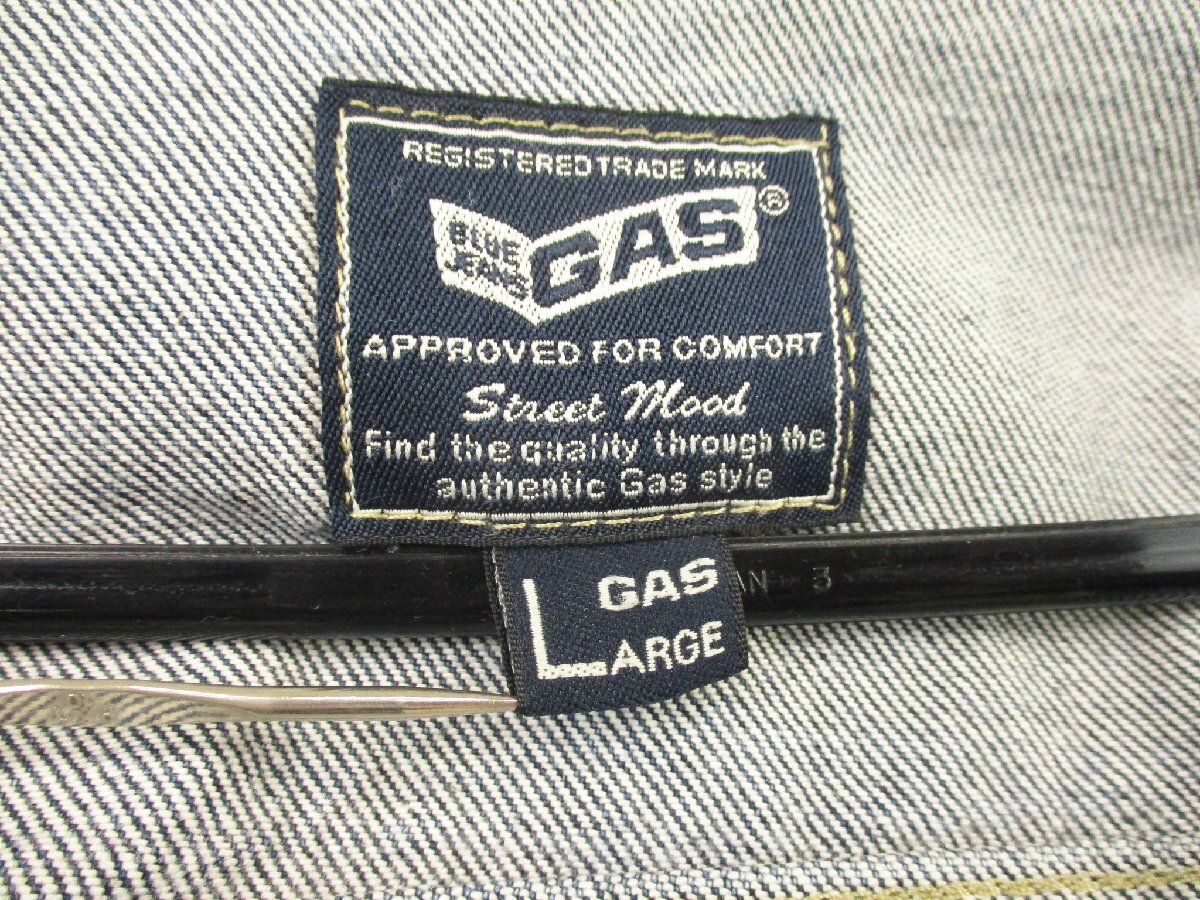 REGISTERED TRADE MARK
BLUE
JEANS
GAS®
APPROVED FOR COMFORT
Street Mood
Find the quality through the
authentic Gas style
GAS
LARGE
3